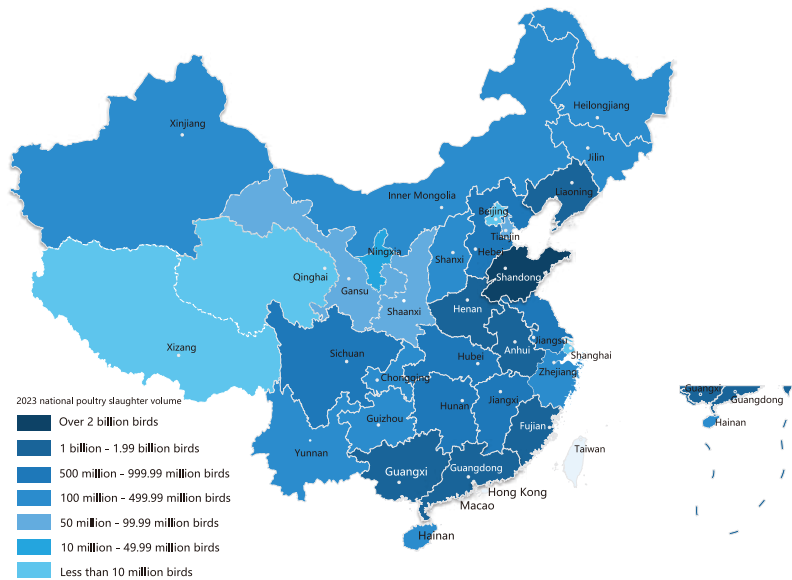 Heilongjiang
Xinjiang
Jilin
Liaoning
Inner Mongolia
Beijing
Tianjin
Ningxia
Hebei
Shanxi
Qinghai
Shandong
Gansu
Henan
Shaanxi
Jiangsu
Xizang
Sichuan
Anhui
Shanghai
Hubei
Zhejiang
Chongqing
Guangxi
Guangdong
2023 national poultry slaughter volume
Hunan
Jiangxi
Over 2 billion birds
Guizhou
Fujian
Hainan
1 billion – 1.99 billion birds
Yunnan
Taiwan
500 million – 999.99 million birds
Guangxi
Guangdong
100 million – 499.99 million birds
Hong Kong
Macao
50 million – 99.99 million birds
Hainan
10 million – 49.99 million birds
Less than 10 million birds